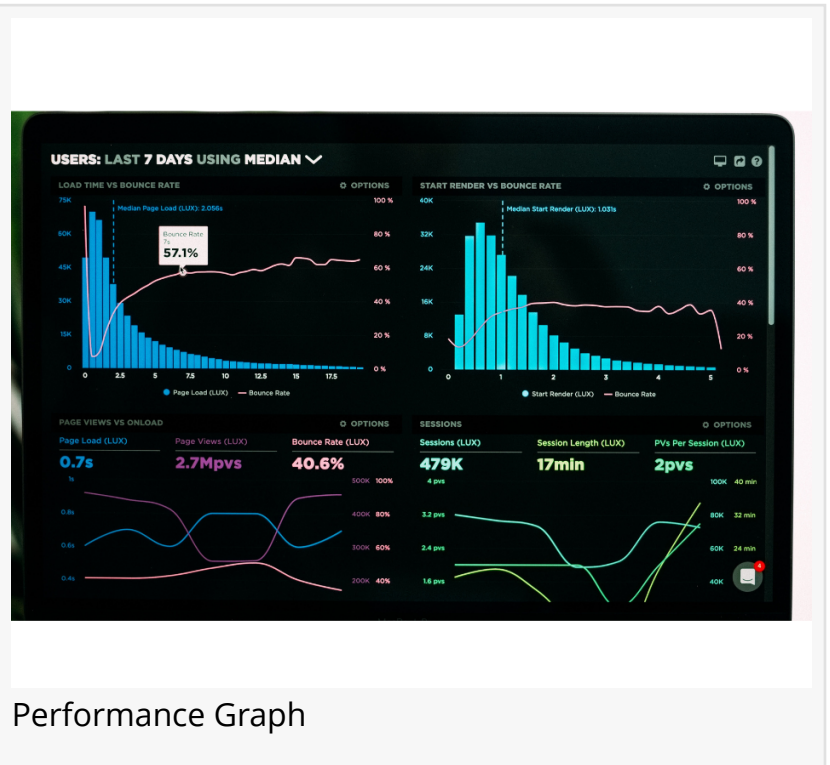 USERS: LAST 7 DAYS USING MEDIAN
LOAD TIME VS BOUNCE RATE
OPTIONS
75K
60K
45K
30K
15K
0
Median Page Load (LUX): 2.056s
Bounce Rate
7s
57.1%
100 %
80 %
60 %
40 %
20 %
0 %
0 2.5 5 7.5 10 12.5 15 17.5
Page Load (LUX) Bounce Rate
START RENDER VS BOUNCE RATE
OPTIONS
40K
32K
24K
16K
8K
0
Median Start Render (LUX): 1.031s
100 %
80 %
60 %
40 %
20 %
0 %
0 1 2 3 4 5
Start Render (LUX) Bounce Rate
PAGE VIEWS VS ONLOAD
OPTIONS
Page Load (LUX) Page Views (LUX) Bounce Rate (LUX)
0.7s 2.7Mpvs 40.6%
1s
0.8s
0.6s
0.4s
500K 100%
400K 80%
300K 60%
200K 40%
SESSIONS
OPTIONS
Sessions (LUX) Session Length (LUX) PVs Per Session (LUX)
479K 17min 2pvs
4 pvs
3.2 pvs
2.4 pvs
1.6 pvs
100K 40 min
80K 32 min
60K 24 min
40K
4
Performance Graph